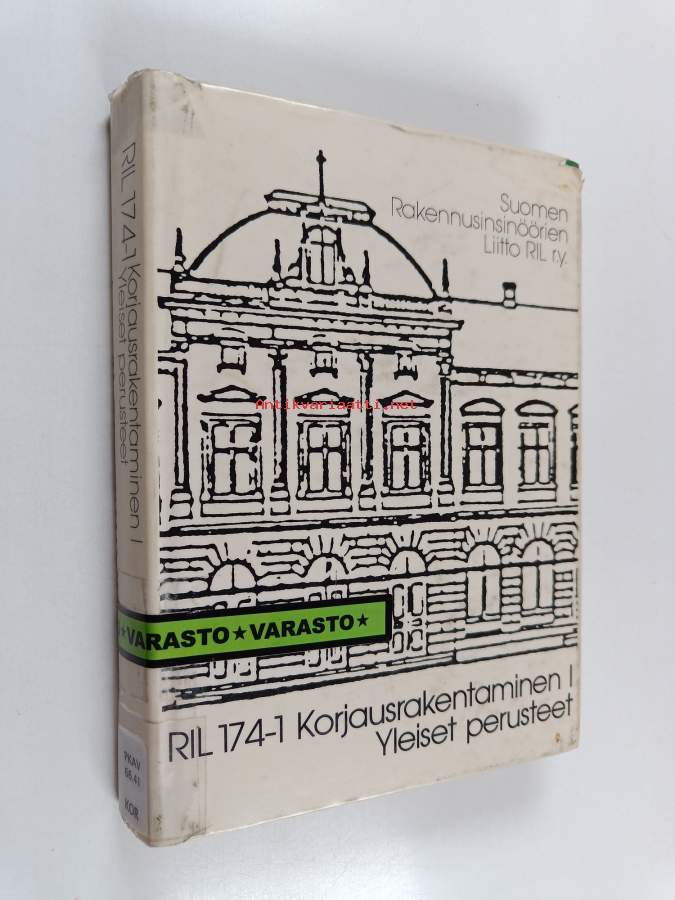 Suomen
Rakennusinsinöörien
Liitto RIL r.y.
Antikvariaatti.net
★VARASTO★VARASTO★
RIL 174-1 Korjausrakentaminen I
Yleiset perusteet
RIL 174-1 Korjausrakentaminen I
Yleiset perusteet
PKAV
66.41
KOR